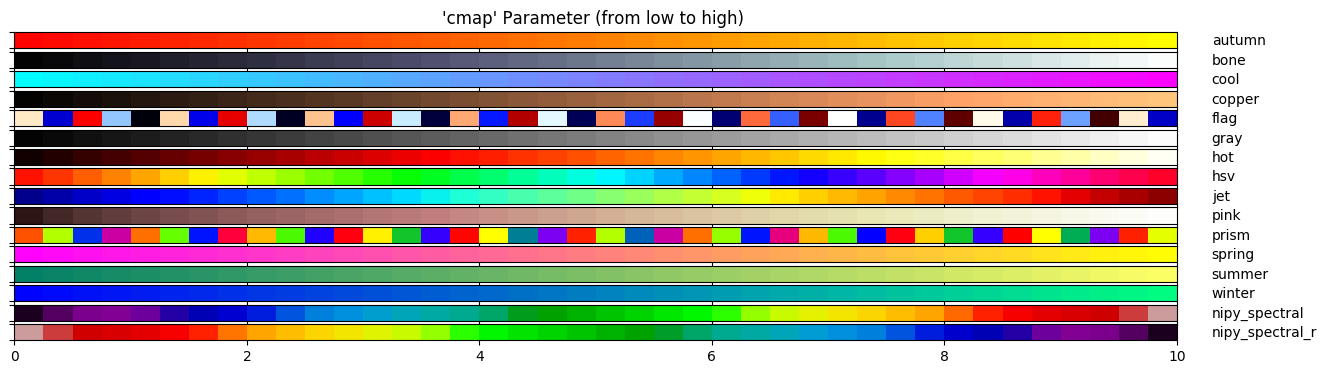 'cmap' Parameter (from low to high)
autumn
bone
cool
copper
flag
gray
hot
hsv
jet
pink
prism
spring
summer
winter
nipy_spectral
nipy_spectral_r
0 2 4 6 8 10